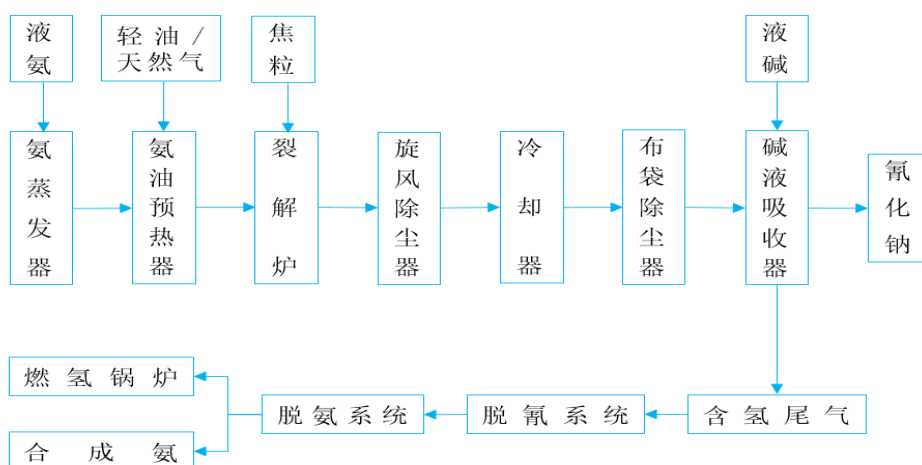 液氨
轻油/
天然气
焦粒
液碱
氨蒸发器
氨油预热器
裂解炉
旋风除尘器
冷却器
布袋除尘器
碱液吸收器
氰化钠
燃氢锅炉
合成氨
脱氨系统
脱氰系统
含氢尾气